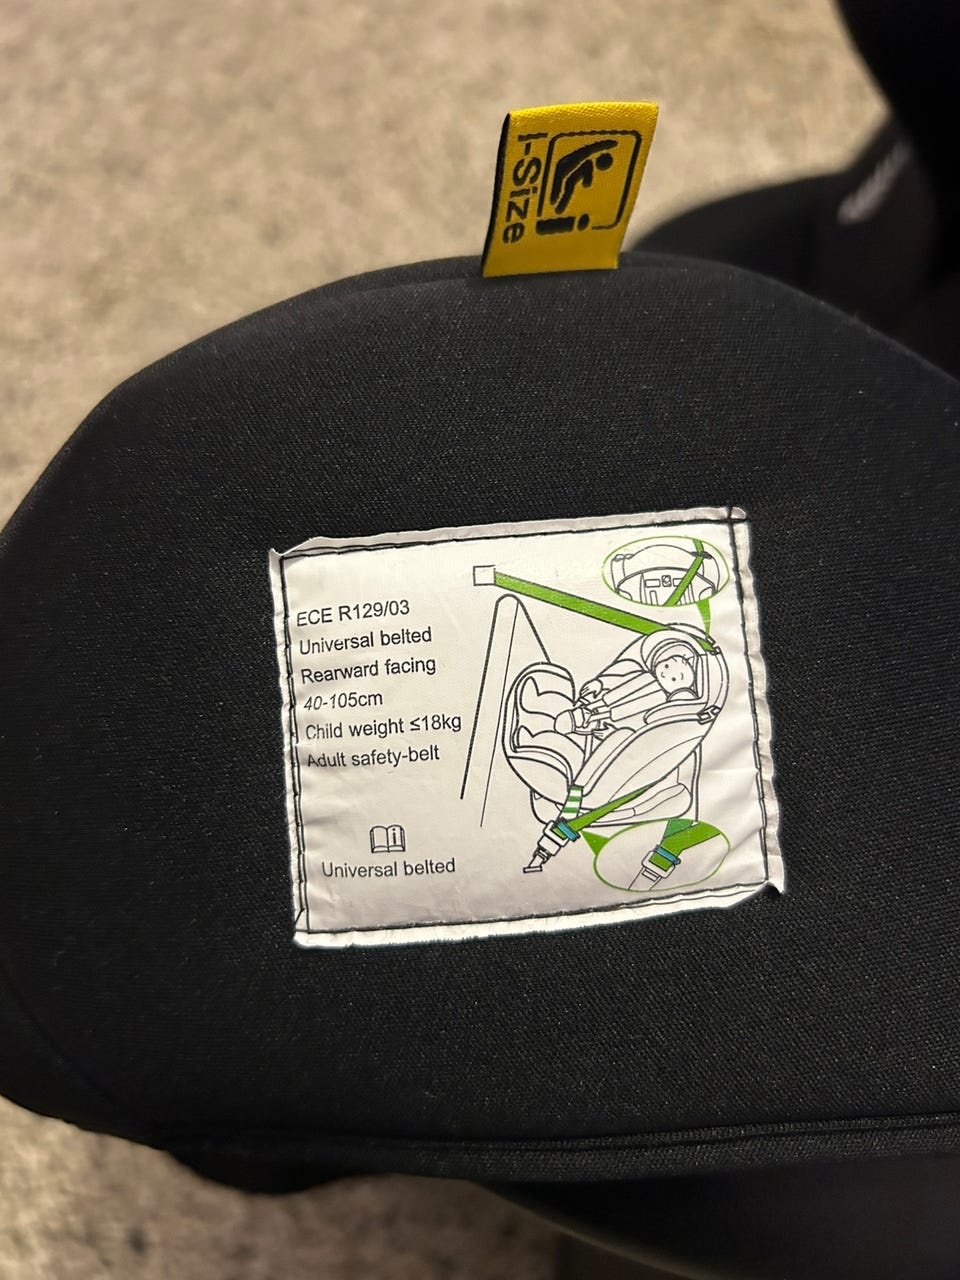 i-Size
ECE R129/03
Universal belted
Rearward facing
40-105cm
Child weight ≤18kg
Adult safety-belt
i
Universal belted